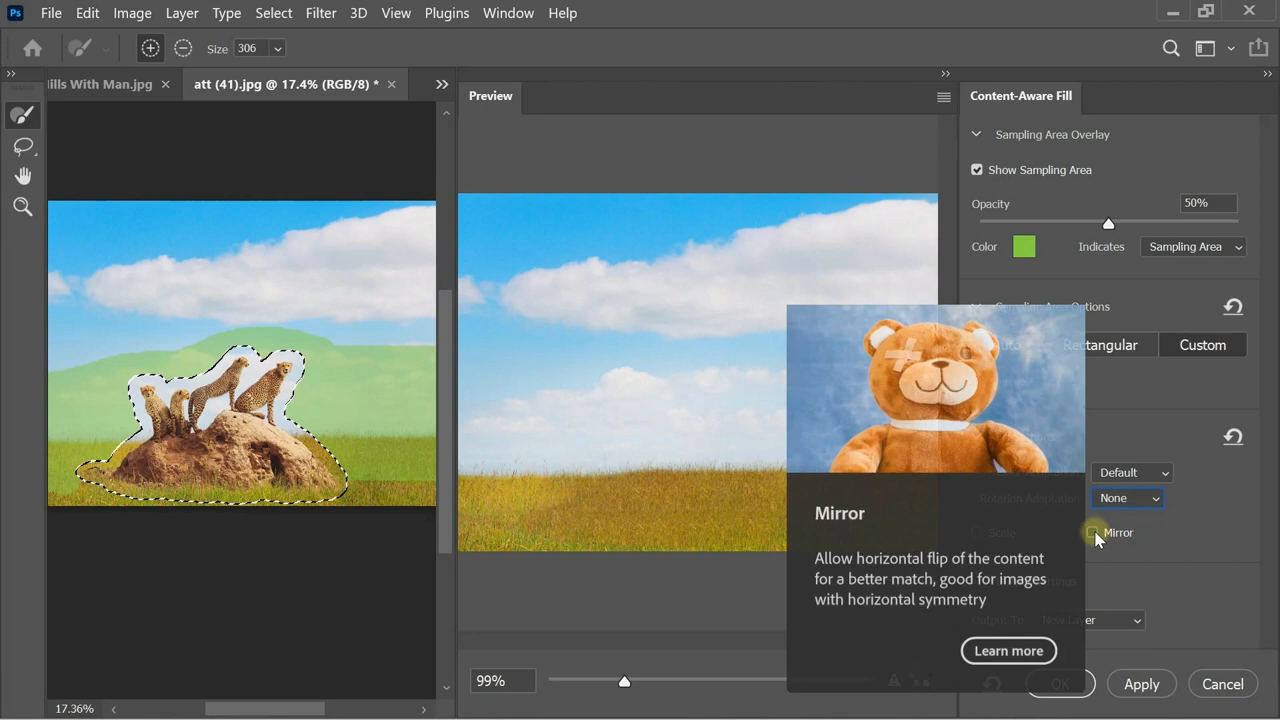 Ps File Edit Image Layer Type Select Filter 3D View Plugins Window Help
Size 306
ills With Man.jpg × att (41).jpg @ 17.4% (RGB/8) * ×
Preview
Content-Aware Fill
Sampling Area Overlay
Show Sampling Area
Opacity 50%
Color Indicates Sampling Area
Sampling Area Options
Auto Rectangular Custom
Default
Rotation Adaptation None
Scale Mirror
Mirror
Allow horizontal flip of the content
for a better match, good for images
with horizontal symmetry
Output To New Layer
Learn more
99%
OK Apply Cancel
17.36%